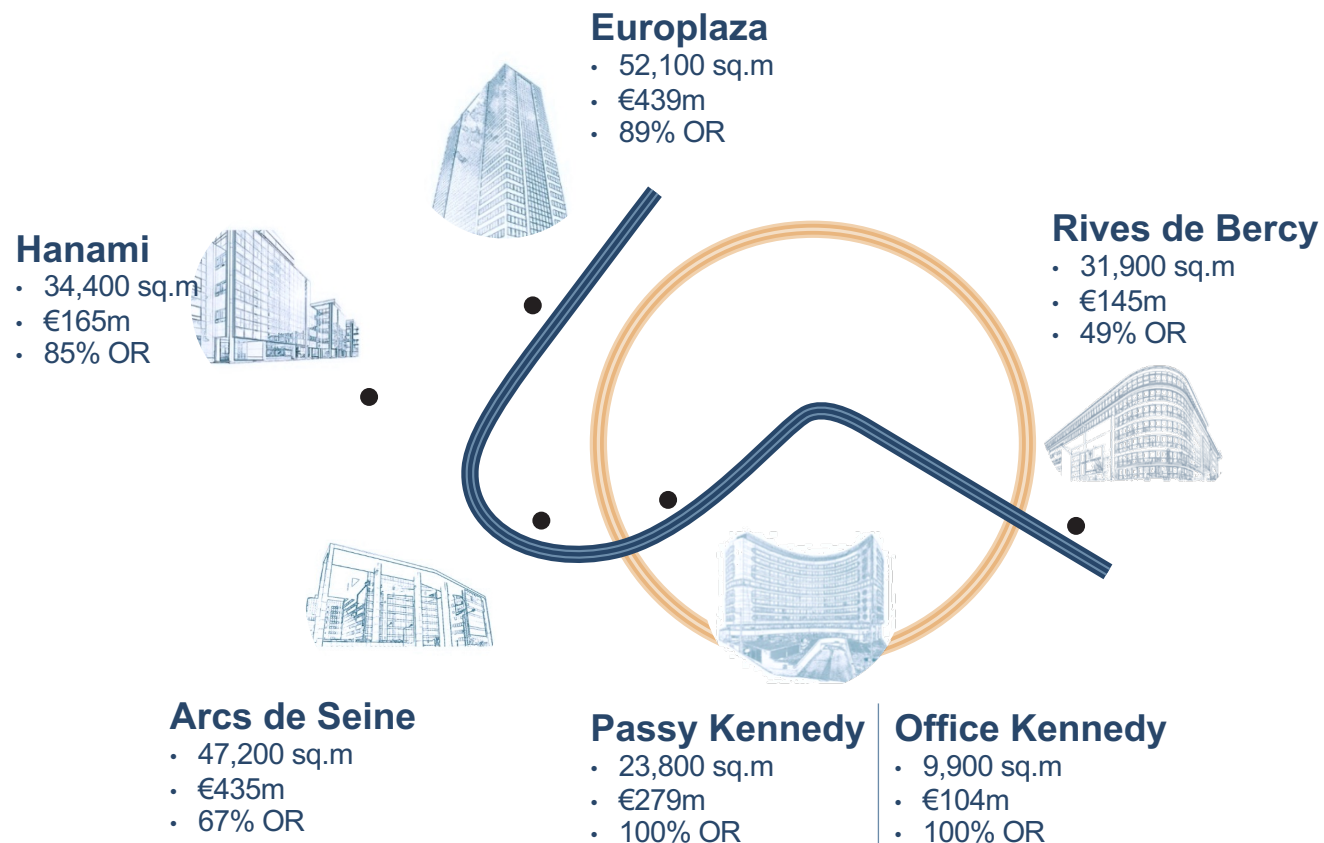 Europlaza
• 52,100 sq.m
• €439m
• 89% OR
Hanami
• 34,400 sq.m
• €165m
• 85% OR
Rives de Bercy
• 31,900 sq.m
• €145m
• 49% OR
Arcs de Seine
• 47,200 sq.m
• €435m
• 67% OR
Passy Kennedy
• 23,800 sq.m
• €279m
• 100% OR
Office Kennedy
• 9,900 sq.m
• €104m
• 100% OR